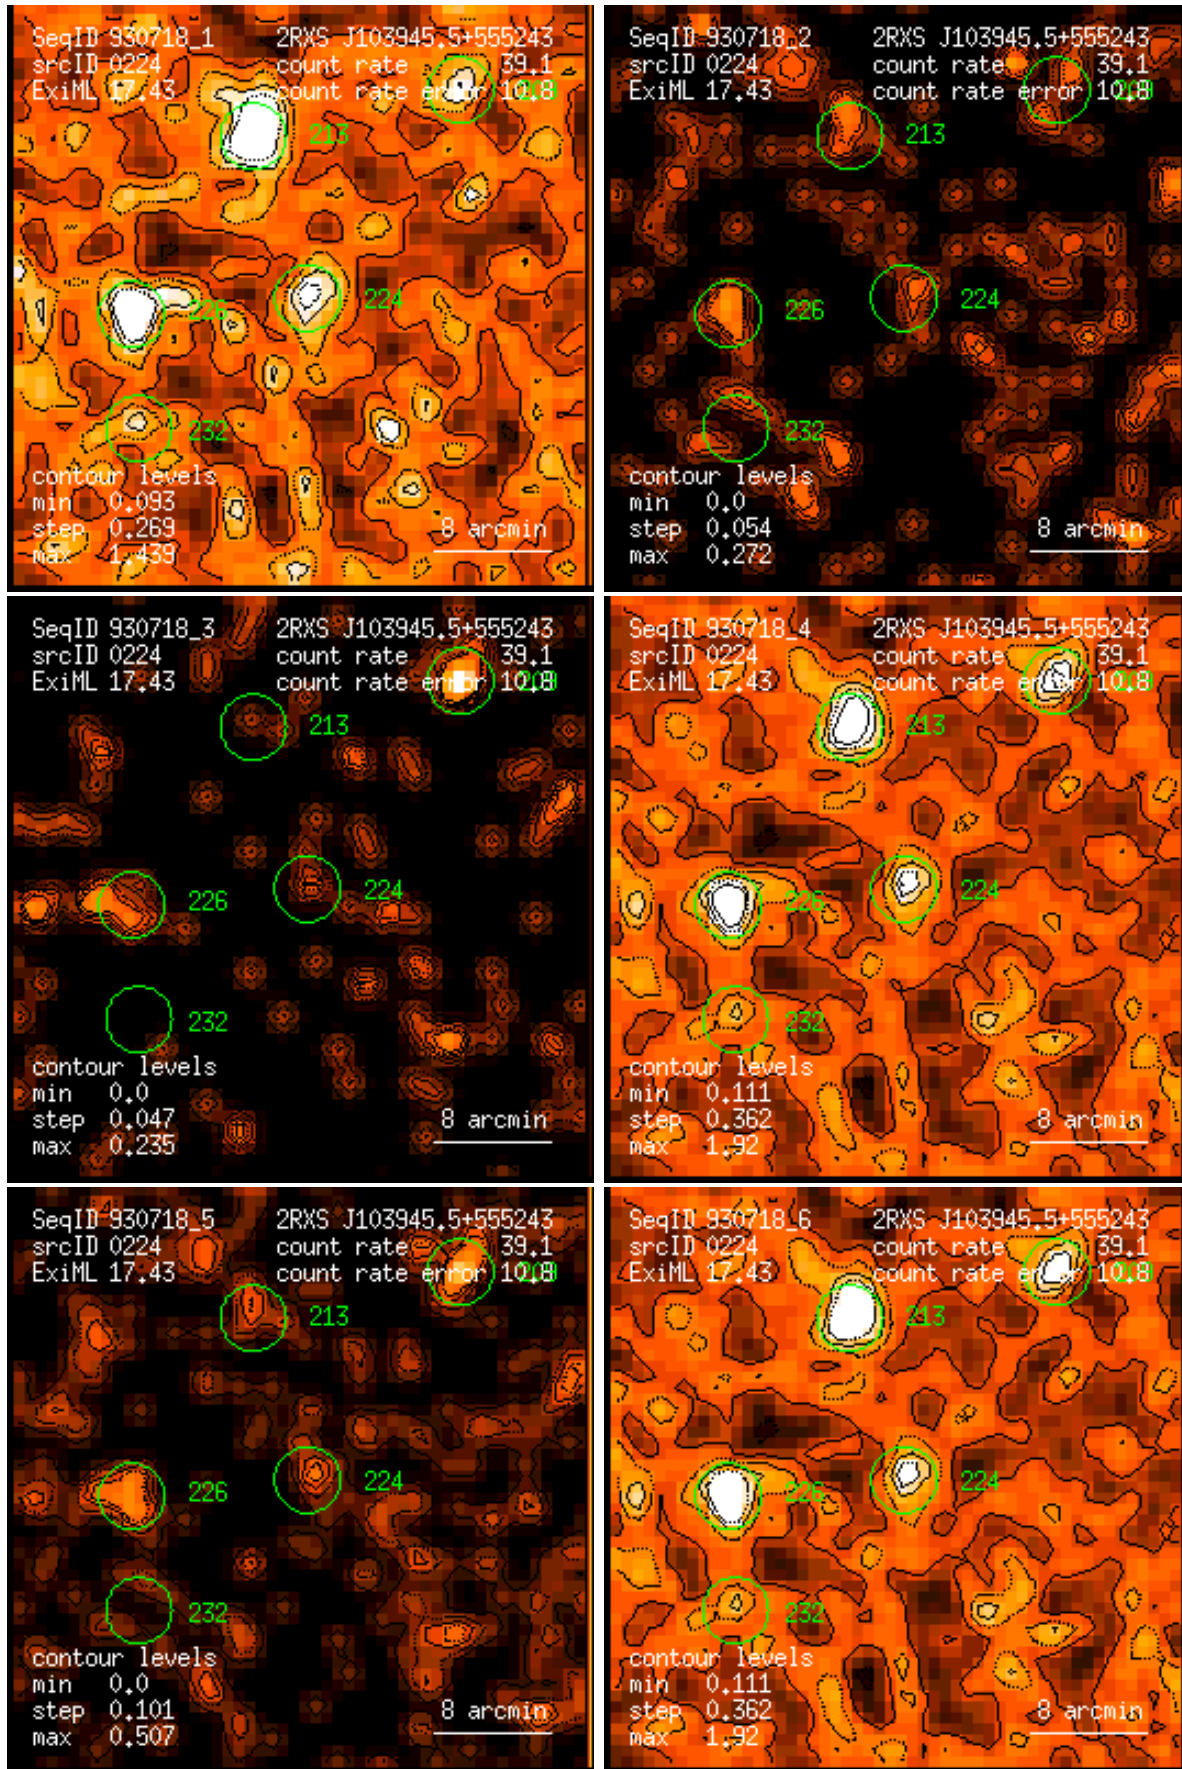 SeqID 930718_1 2RXS J103945.5+555243
srcID 0224 count rate 39.1
ExiML 17.43 count rate error 10.8
213
224
226
232
contour levels
min 0.093
step 0.269 8 arcmin
max 1.439
SeqID 930718_2 2RXS J103945.5+555243
srcID 0224 count rate 39.1
ExiML 17.43 count rate error 10.8
213
224
226
232
contour levels
min 0.0
step 0.054 8 arcmin
max 0.272
SeqID 930718_3 2RXS J103945.5+555243
srcID 0224 count rate 39.1
ExiML 17.43 count rate error 10.8
213
224
226
232
contour levels
min 0.0
step 0.047 8 arcmin
max 0.235
SeqID 930718_4 2RXS J103945.5+555243
srcID 0224 count rate 39.1
ExiML 17.43 count rate error 10.8
213
224
226
232
contour levels
min 0.111
step 0.362 8 arcmin
max 1.92
SeqID 930718_5 2RXS J103945.5+555243
srcID 0224 count rate 39.1
ExiML 17.43 count rate error 10.8
213
224
226
232
contour levels
min 0.0
step 0.101 8 arcmin
max 0.507
SeqID 930718_6 2RXS J103945.5+555243
srcID 0224 count rate 39.1
ExiML 17.43 count rate error 10.8
213
224
226
232
contour levels
min 0.111
step 0.362 8 arcmin
max 1.92